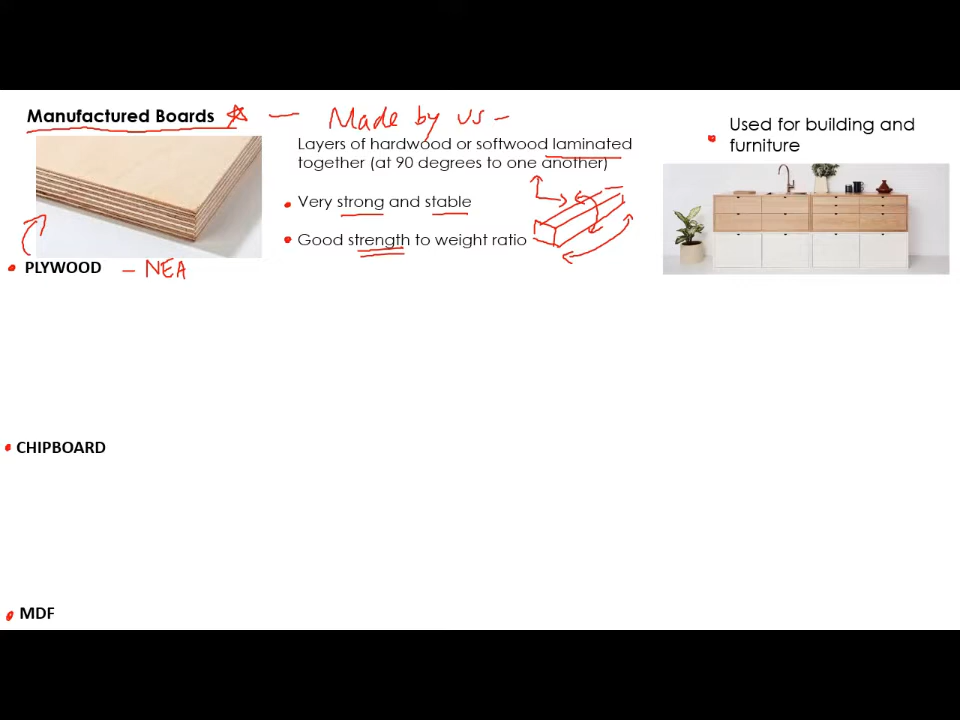 Manufactured Boards
— Made by us -
Layers of hardwood or softwood laminated
together (at 90 degrees to one another)
Very strong and stable
Good strength to weight ratio
Used for building and
furniture
PLYWOOD
- NEA
CHIPBOARD
MDF